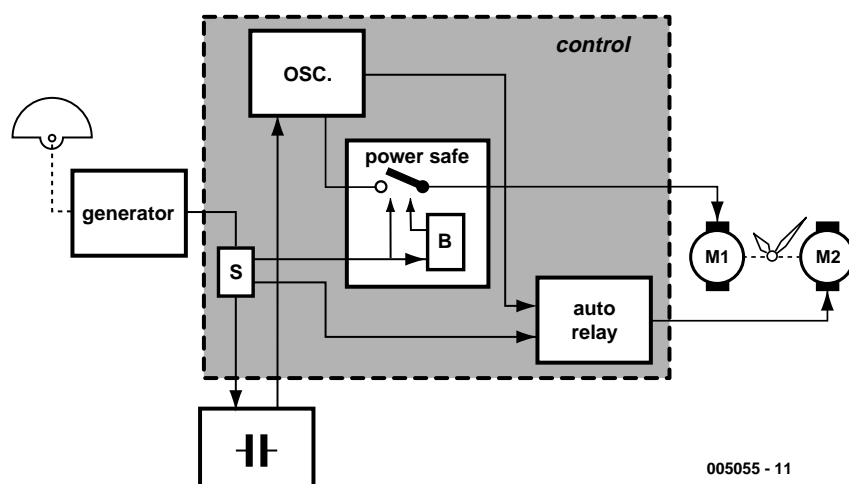 control
OSC.
power safe
generator
B
S
M1
M2
auto
relay
005055 - 11